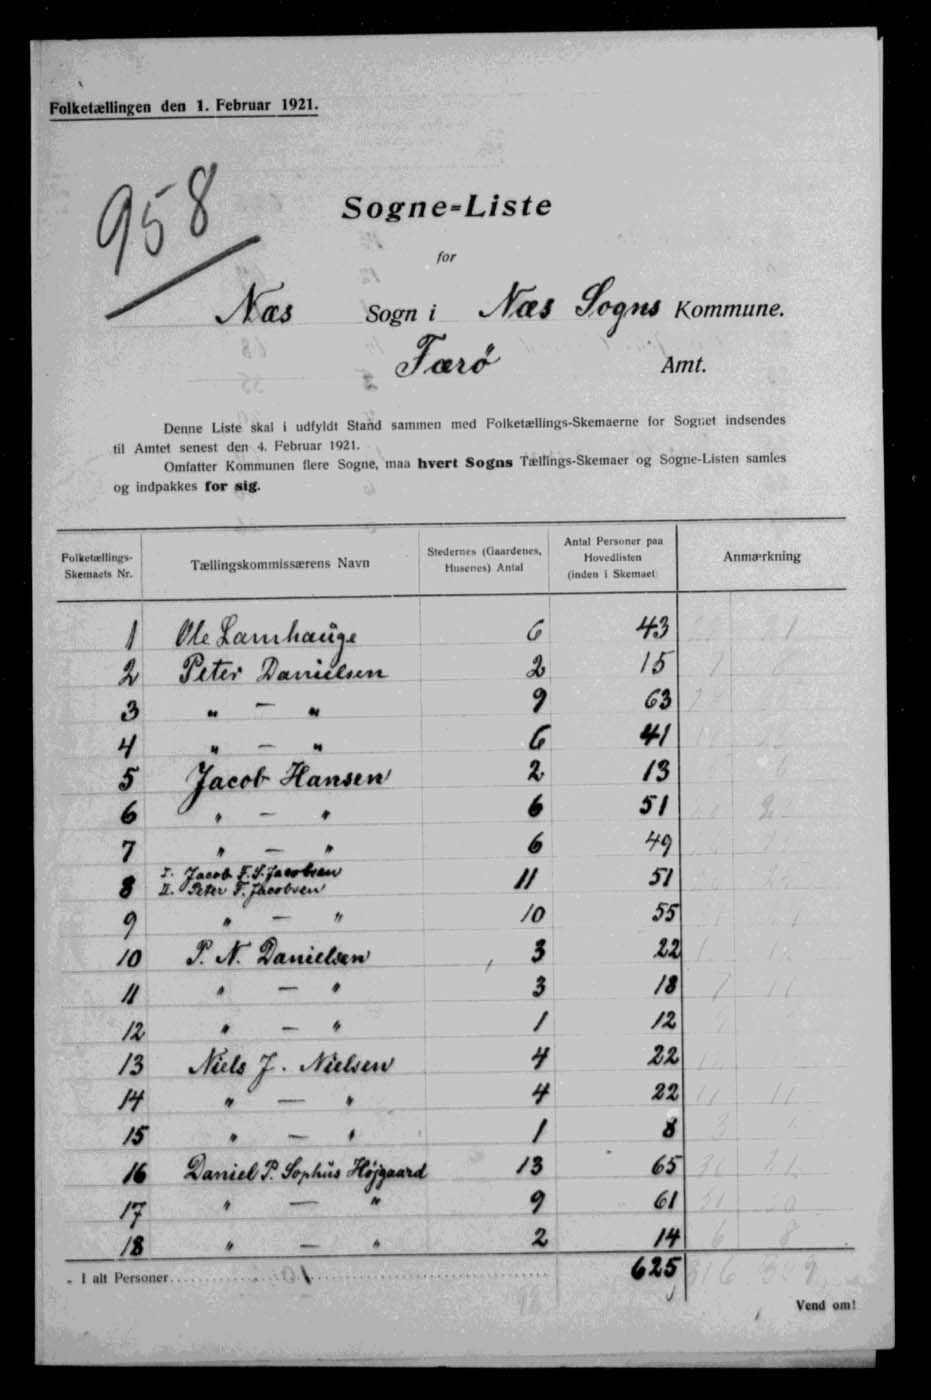 Folketællingen den 1. Februar 1921.
958
Sogne=Liste
for
Næs Sogn i Næs Sogns Kommune.
Færø Amt.
Denne Liste skal i udfyldt Stand sammen med Folketællings-Skemaerne for Sognet indsendes
til Amtet senest den 4. Februar 1921.
Omfatter Kommunen flere Sogne, maa hvert Sogns Tællings-Skemaer og Sogne-Listen samles
og indpakkes for sig.
Folketællings-Skemaets Nr. Tællingskommissærens Navn Stedernes (Gaardenes, Husenes) Antal Antal Personer paa Hovedlisten (inden i Skemaet) Anmærkning
1 Ole Lamhauge 6 43
2 Peter Danielsen 2 15
3 " — " 9 63
4 " — " 6 41
5 Jacob Hansen 2 13
6 " — " 6 51
7 " — " 6 49
8 I. Jacob F. S. Jacobsen II. Peter F. Jacobsen 11 51
9 " — " 10 55
10 P. N. Danielsen 3 22
11 " — " 3 18
12 " — " 1 12
13 Niels J. Nielsen 4 22
14 " — " 4 22
15 " — " 1 8
16 Daniel P. Sophus Højgaard 13 65
17 " — " 9 61
18 " — " 2 14
I alt Personer 625 316 309
Vend om!